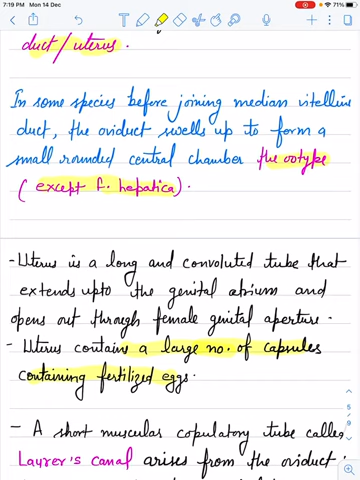 7:19 PM Mon 14 Dec
71%
duct/uterus.
In some species before joining median vitelline
duct, the oviduct swells up to form a
small rounded central chamber the ootype
(except f. hepatica).
- Uterus is a long and convoluted tube that
extends upto the genital atrium and
opens out through female genital aperture.
- Uterus contains a large no. of capsules
containing fertilized eggs.
5
9
- A short muscular copulatory tube called
Laurer's canal arises from the oviduct;